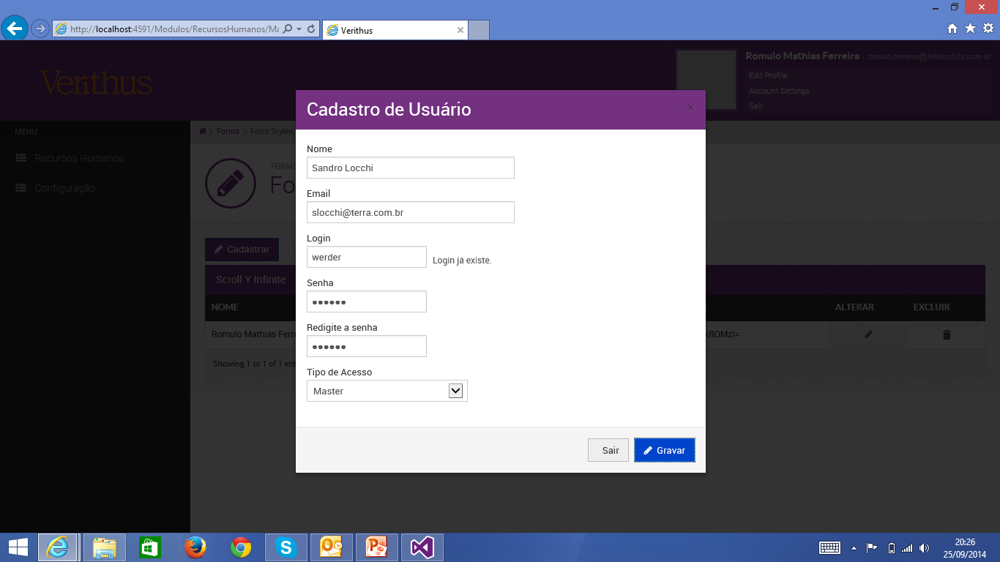 http://localhost:4591/Modulos/RecursosHumanos/Ma
Verithus
Verithus
Romulo Mathias Ferreira - romulo.ferreira@infotech2u.com.br
Edit Profile
Account Settings
Sair
Cadastro de Usuário
MENU
Recursos Humanos
Configuração
Forms
Form Styles
FORMS
Fo
Nome
Sandro Locchi
Email
slocchi@terra.com.br
Login
werder
Login já existe.
Senha
••••••
Redigite a senha
••••••
Tipo de Acesso
Master
Sair
Gravar
Cadastrar
Scroll Y Infinite
NOME
ALTERAR
EXCLUIR
Romulo Mathias Ferre
xROMzI=
Showing 1 to 1 of 1 ent
20:26
25/09/2014